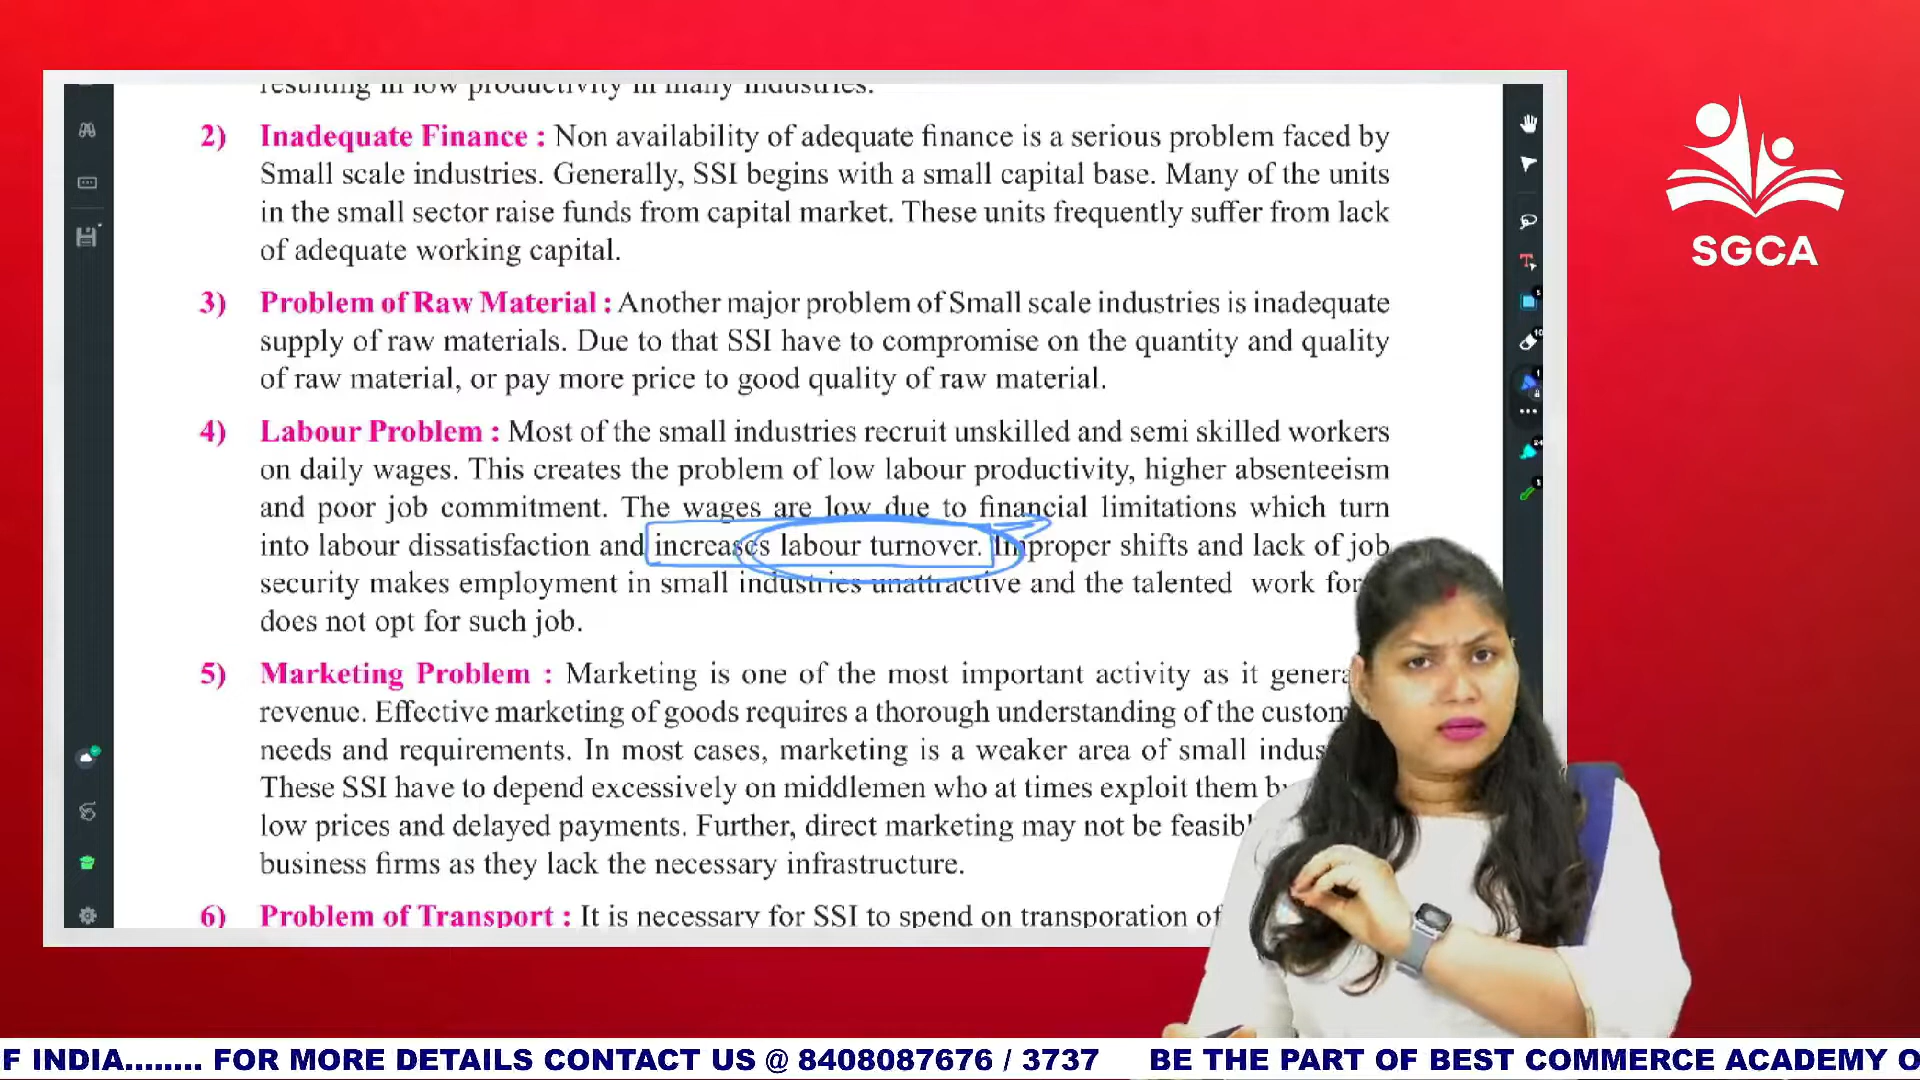 resulting in low productivity in many industries.
2) Inadequate Finance : Non availability of adequate finance is a serious problem faced by
Small scale industries. Generally, SSI begins with a small capital base. Many of the units
in the small sector raise funds from capital market. These units frequently suffer from lack
of adequate working capital.
3) Problem of Raw Material : Another major problem of Small scale industries is inadequate
supply of raw materials. Due to that SSI have to compromise on the quantity and quality
of raw material, or pay more price to good quality of raw material.
4) Labour Problem : Most of the small industries recruit unskilled and semi skilled workers
on daily wages. This creates the problem of low labour productivity, higher absenteeism
and poor job commitment. The wages are low due to financial limitations which turn
into labour dissatisfaction and increases labour turnover. Improper shifts and lack of job
security makes employment in small industries unattractive and the talented work
does not opt for such job.
5) Marketing Problem : Marketing is one of the most important activity as it
revenue. Effective marketing of goods requires a thorough understanding of the
needs and requirements. In most cases, marketing is a weaker area of small
These SSI have to depend excessively on middlemen who at times exploit them
low prices and delayed payments. Further, direct marketing may not be
business firms as they lack the necessary infrastructure.
6) Problem of Transport : It is necessary for SSI to spend on transporation of
SGCA
F INDIA........ FOR MORE DETAILS CONTACT US @ 8408087676 / 3737 BE THE PART OF BEST COMMERCE ACADEMY O